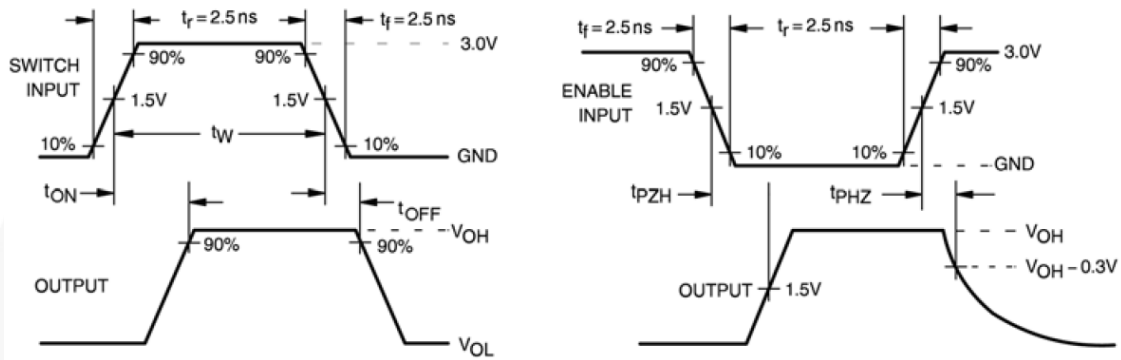 tr = 2.5 ns
tf = 2.5 ns
3.0V
SWITCH
INPUT
90%
90%
1.5V
1.5V
tW
10%
10%
GND
tON
tOFF
VOH
90%
90%
OUTPUT
VOL
tf = 2.5 ns
tr = 2.5 ns
3.0V
90%
90%
ENABLE
INPUT
1.5V
1.5V
10%
10%
GND
tPZH
tPHZ
VOH
VOH – 0.3V
OUTPUT
1.5V